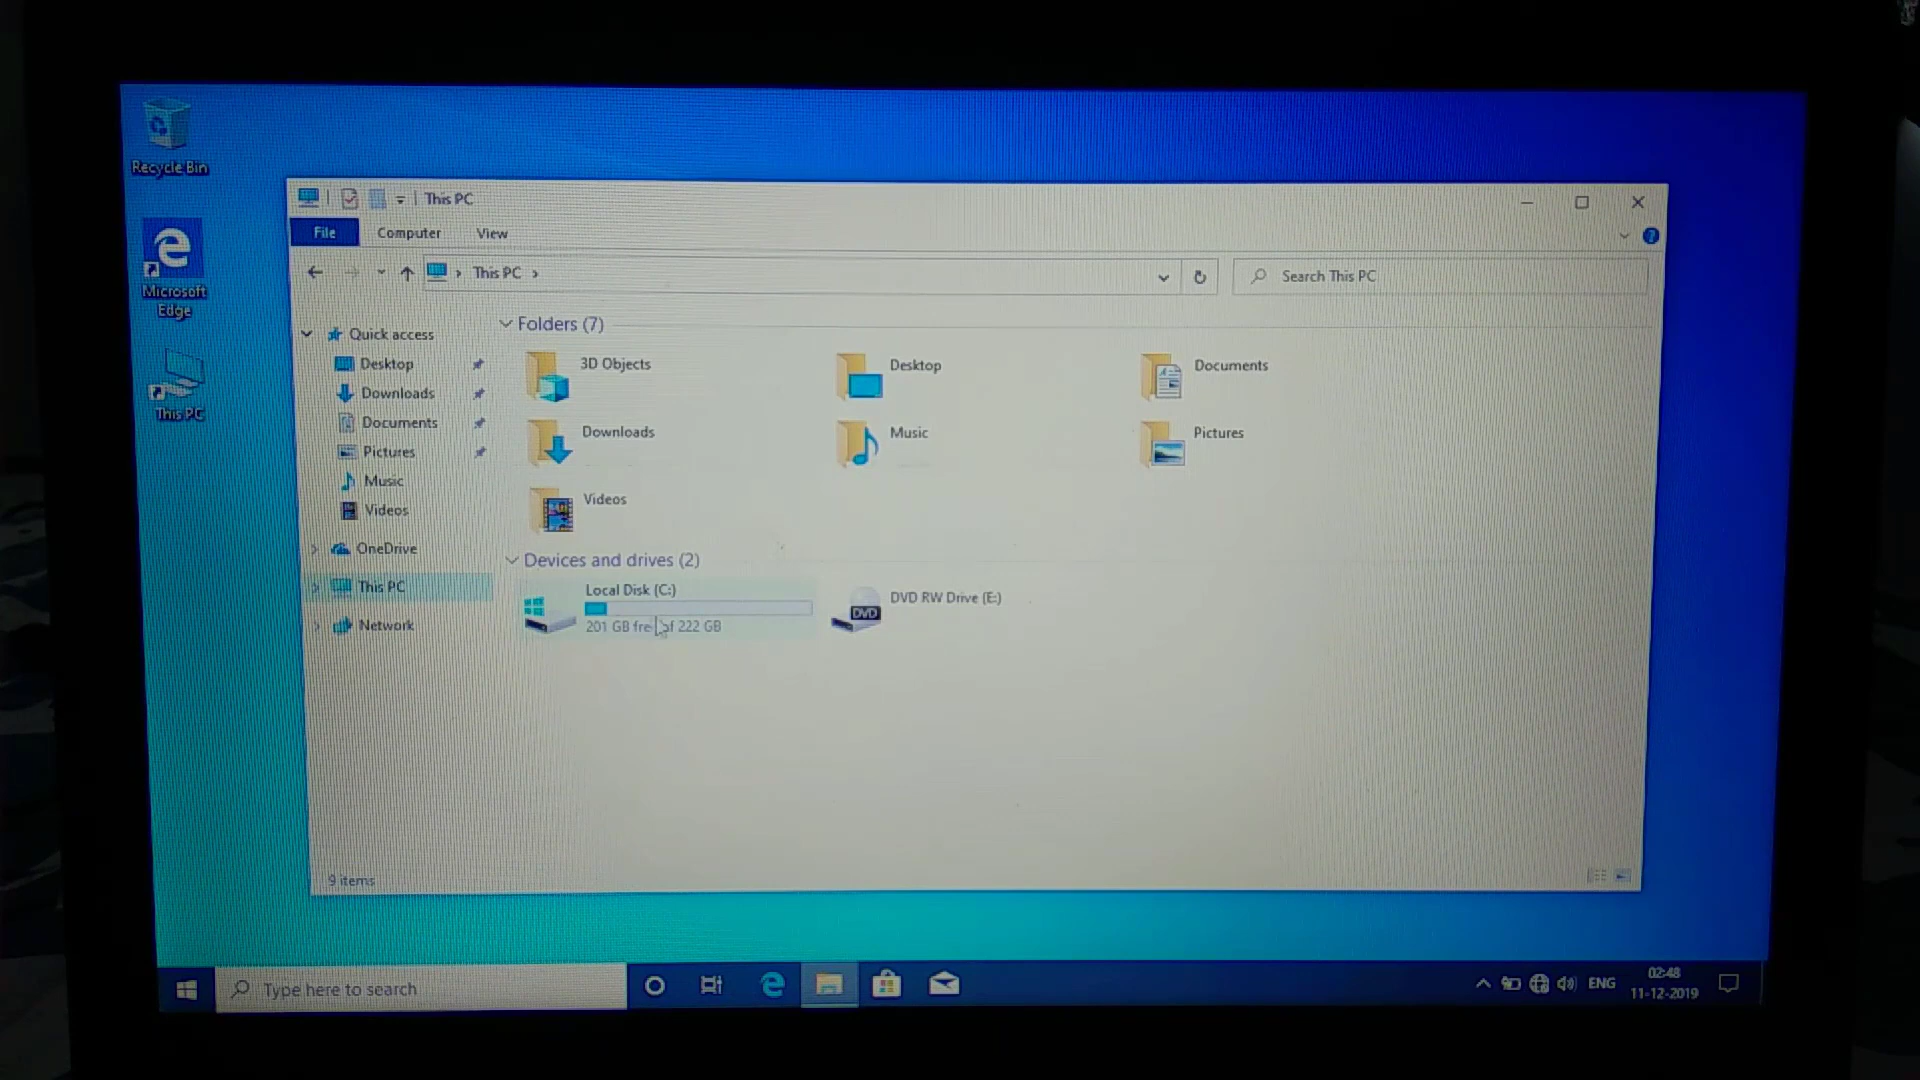 Recycle Bin
Microsoft
Edge
This PC
This PC
File
Computer
View
This PC
Search This PC
Quick access
Desktop
Downloads
Documents
Pictures
Music
Videos
OneDrive
This PC
Network
Folders (7)
3D Objects
Desktop
Documents
Downloads
Music
Pictures
Videos
Devices and drives (2)
Local Disk (C:)
201 GB fre of 222 GB
DVD
DVD RW Drive (E:)
9 items
Type here to search
ENG
02:48
11-12-2019